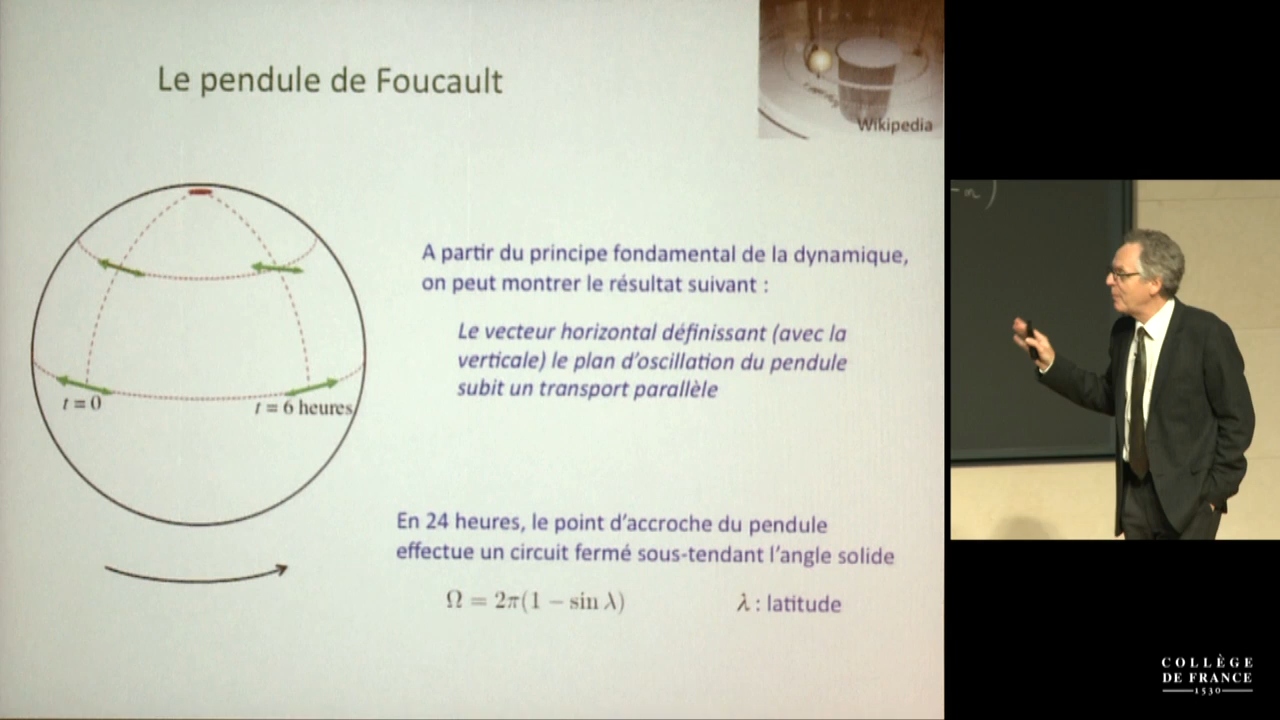 Le pendule de Foucault
Wikipedia
A partir du principe fondamental de la dynamique,
on peut montrer le résultat suivant :
Le vecteur horizontal définissant (avec la
verticale) le plan d'oscillation du pendule
subit un transport parallèle
t = 0
t = 6 heures
En 24 heures, le point d'accroche du pendule
effectue un circuit fermé sous-tendant l'angle solide
Ω = 2π(1 − sin λ)
λ : latitude
COLLÈGE
DE FRANCE
1530